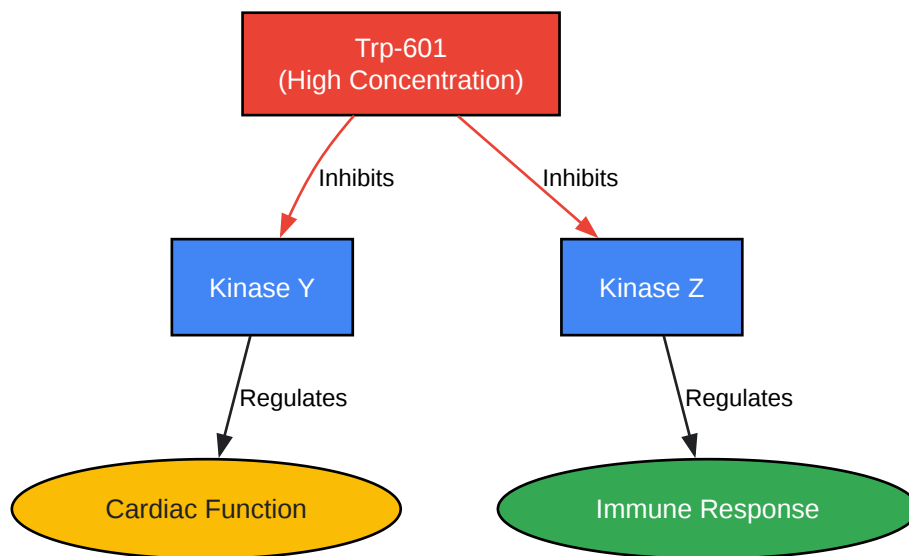 Trp-601
(High Concentration)
Inhibits
Inhibits
Kinase Y
Kinase Z
Regulates
Regulates
Cardiac Function
Immune Response